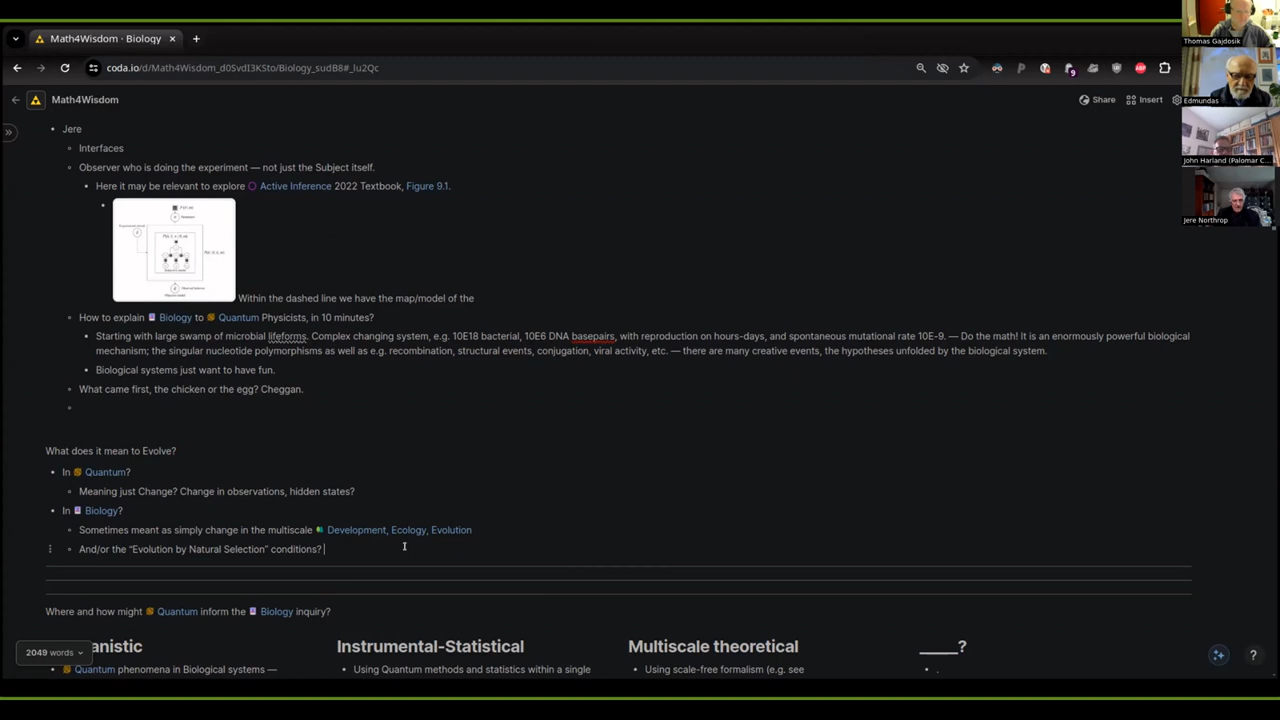 Math4Wisdom · Biology
coda.io/d/Math4Wisdom_d0SvdI3KSto/Biology_sudB8#_lu2Qc
9
ABP
Math4Wisdom
Share
Insert
Thomas Gajdosik
Edmundas
John Harland (Palomar C...
Jere Northrop
Jere
Interfaces
Observer who is doing the experiment — not just the Subject itself.
Here it may be relevant to explore Active Inference 2022 Textbook, Figure 9.1.
Within the dashed line we have the map/model of the
How to explain Biology to Quantum Physicists, in 10 minutes?
Starting with large swamp of microbial lifeforms. Complex changing system, e.g. 10E18 bacterial, 10E6 DNA basepairs, with reproduction on hours-days, and spontaneous mutational rate 10E-9. — Do the math! It is an enormously powerful biological
mechanism; the singular nucleotide polymorphisms as well as e.g. recombination, structural events, conjugation, viral activity, etc. — there are many creative events, the hypotheses unfolded by the biological system.
Biological systems just want to have fun.
What came first, the chicken or the egg? Cheggan.
What does it mean to Evolve?
In Quantum?
Meaning just Change? Change in observations, hidden states?
In Biology?
Sometimes meant as simply change in the multiscale Development, Ecology, Evolution
And/or the “Evolution by Natural Selection” conditions?
Where and how might Quantum inform the Biology inquiry?
2049 words
anistic
Instrumental-Statistical
Multiscale theoretical
_____?
Quantum phenomena in Biological systems —
Using Quantum methods and statistics within a single
Using scale-free formalism (e.g. see
.
?